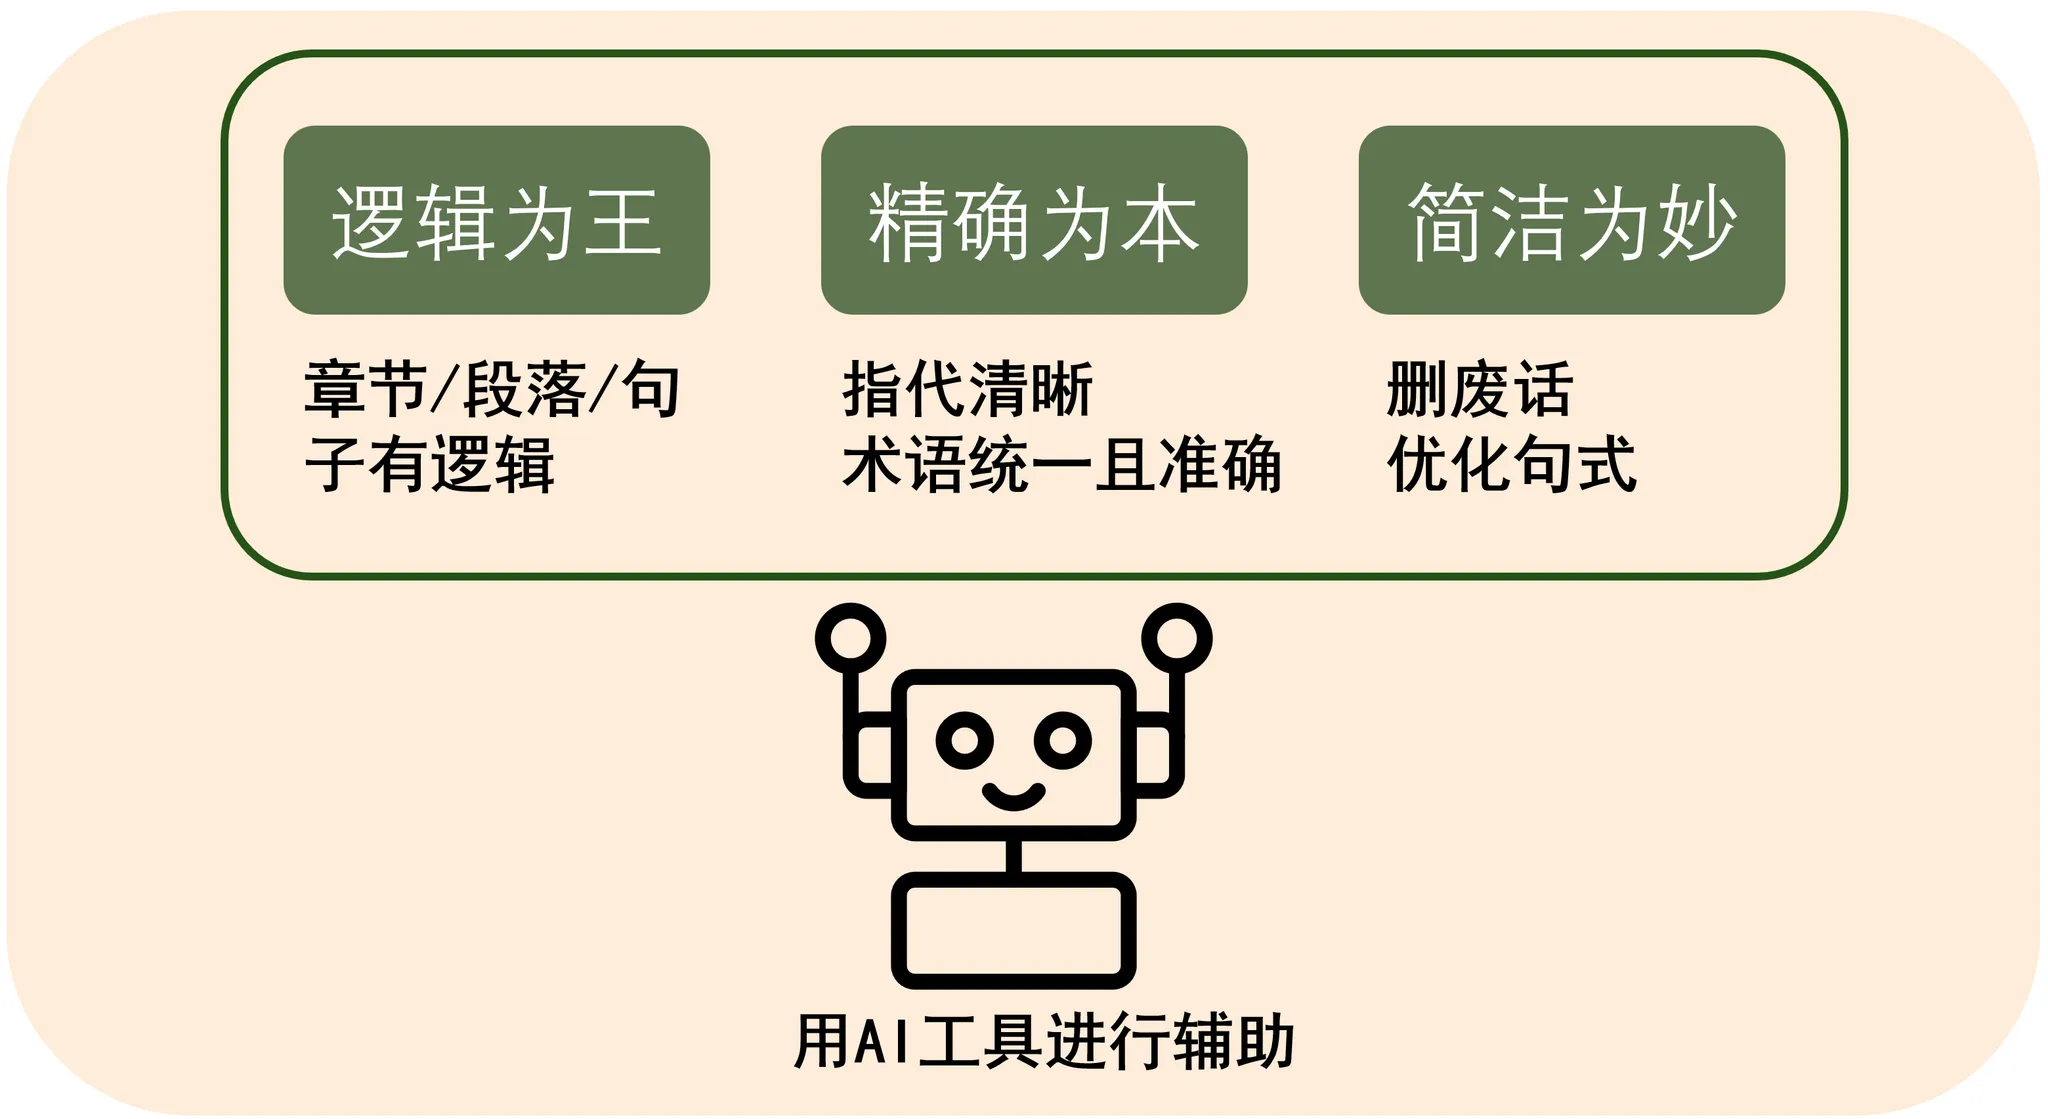 逻辑为王
章节/段落/句
子有逻辑
精确为本
指代清晰
术语统一且准确
简洁为妙
删废话
优化句式
用AI工具进行辅助